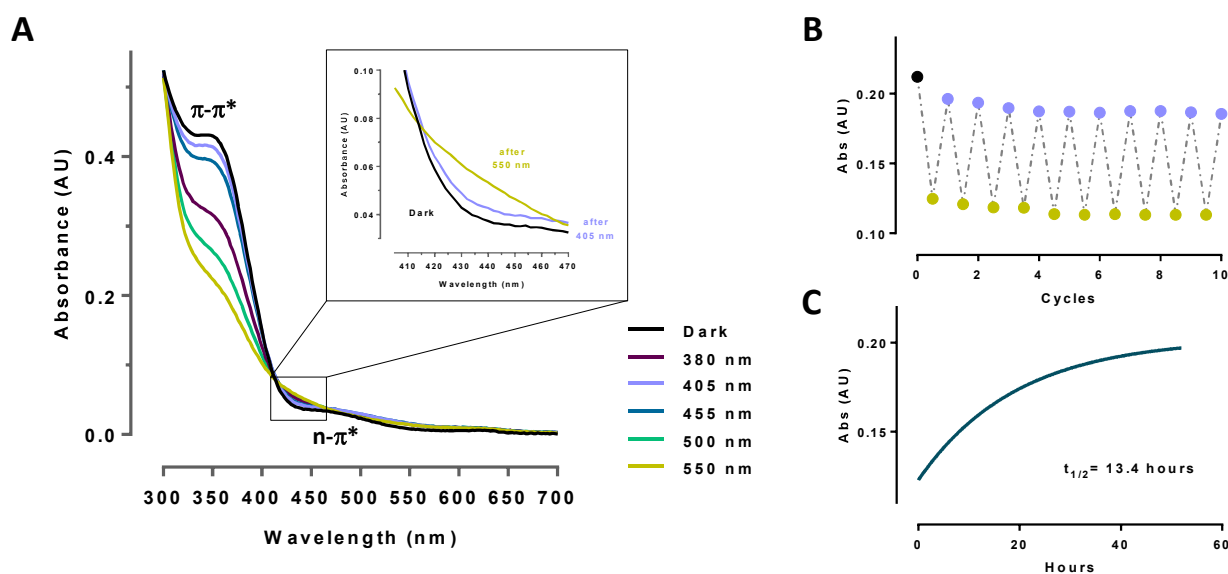 A
Absorbance (AU)
0.4
0.2
0.0
π-π*
n-π*
300 350 400 450 500 550 600 650 700
Wavelength (nm)
Absorbance (AU)
0.10
0.08
0.06
0.04
after
550 nm
Dark
after
405 nm
410 420 430 440 450 460 470
Wavelength (nm)
Dark
380 nm
405 nm
455 nm
500 nm
550 nm
B
Abs (AU)
0.20
0.15
0.10
0 2 4 6 8 10
Cycles
C
Abs (AU)
0.20
0.15
t1/2= 13.4 hours
0 20 40 60
Hours